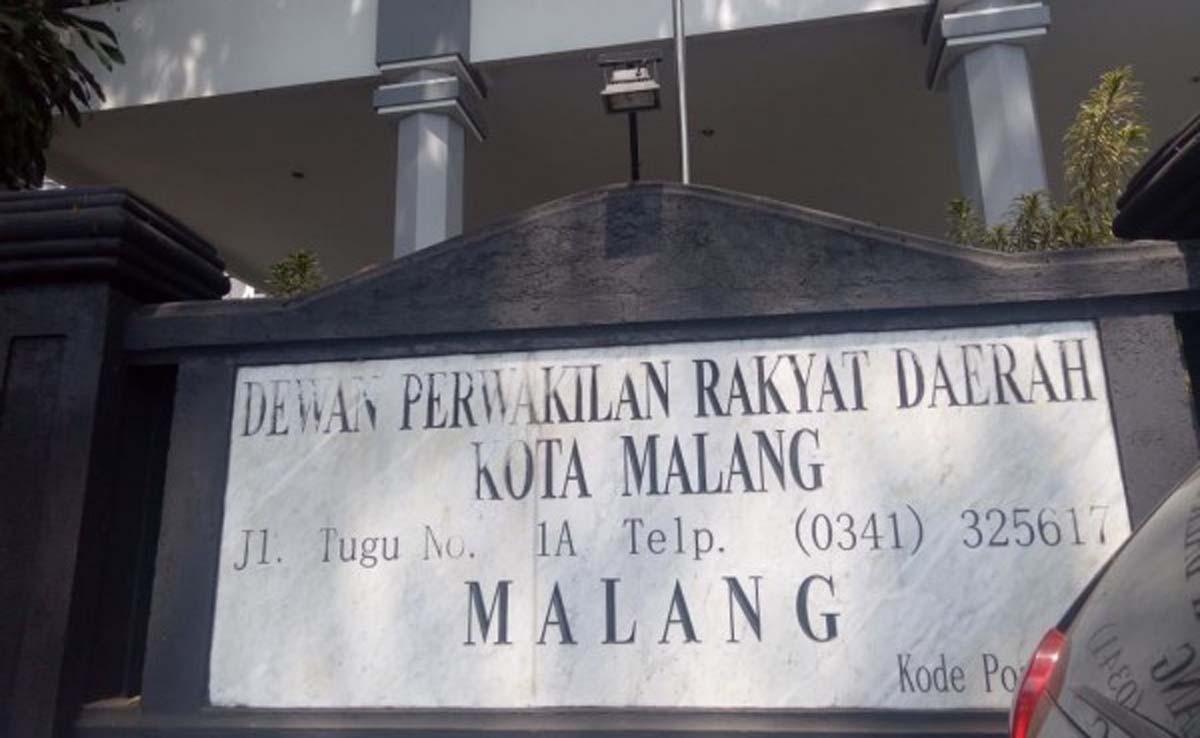 DEWAN PERWAKILAN RAKYAT DAERAH
KOTA MALANG
Jl. Tugu No. 1A Telp. (0341) 325617
MALANG
Kode